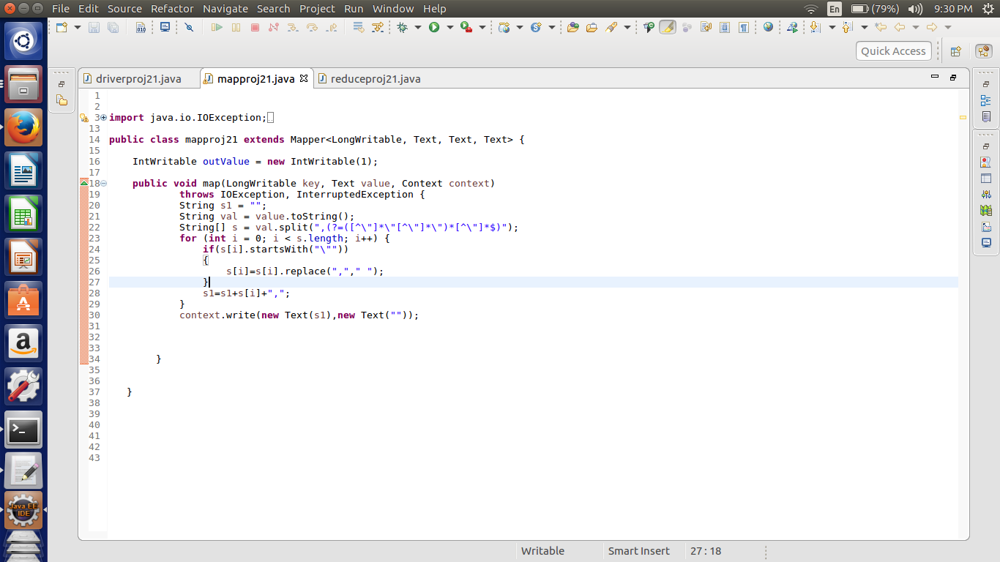 File Edit Source Refactor Navigate Search Project Run Window Help En (79%) 9:30 PM
010
Quick Access
driverproj21.java mapproj21.java reduceproj21.java
1
2
3 import java.io.IOException;
13
14 public class mapproj21 extends Mapper<LongWritable, Text, Text, Text> {
15
16 IntWritable outValue = new IntWritable(1);
17
18 public void map(LongWritable key, Text value, Context context)
19 throws IOException, InterruptedException {
20 String s1 = "";
21 String val = value.toString();
22 String[] s = val.split(",(?=([^\"]*\"[^\"]*\")*[^\"]*$)");
23 for (int i = 0; i < s.length; i++) {
24 if(s[i].startsWith("\""))
25 {
26 s[i]=s[i].replace(","," ");
27 }
28 s1=s1+s[i]+",";
29 }
30 context.write(new Text(s1),new Text(""));
31
32
33
34 }
35
36
37 }
38
39
40
41
42
43
a
>_
Java EE
IDE
Writable Smart Insert 27 : 18